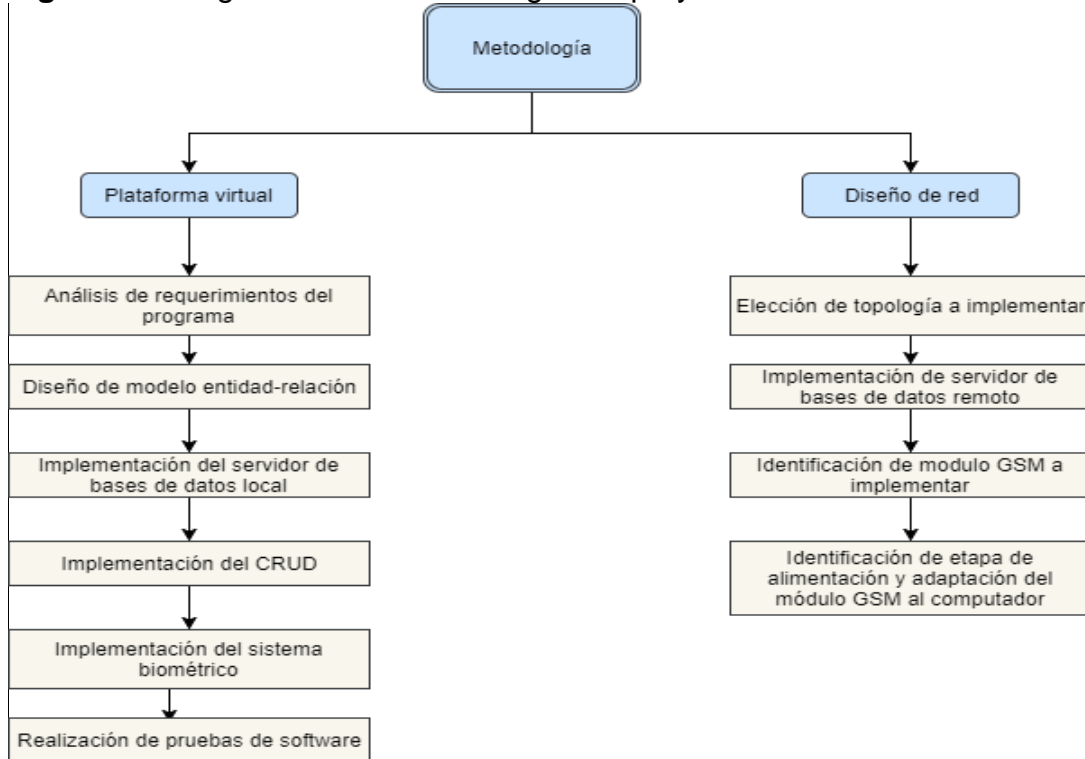 Metodología
Plataforma virtual
Análisis de requerimientos del
programa
Diseño de modelo entidad-relación
Implementación del servidor de
bases de datos local
Implementación del CRUD
Implementación del sistema
biométrico
Realización de pruebas de software
Diseño de red
Elección de topología a implementar
Implementación de servidor de
bases de datos remoto
Identificación de modulo GSM a
implementar
Identificación de etapa de
alimentación y adaptación del
módulo GSM al computador